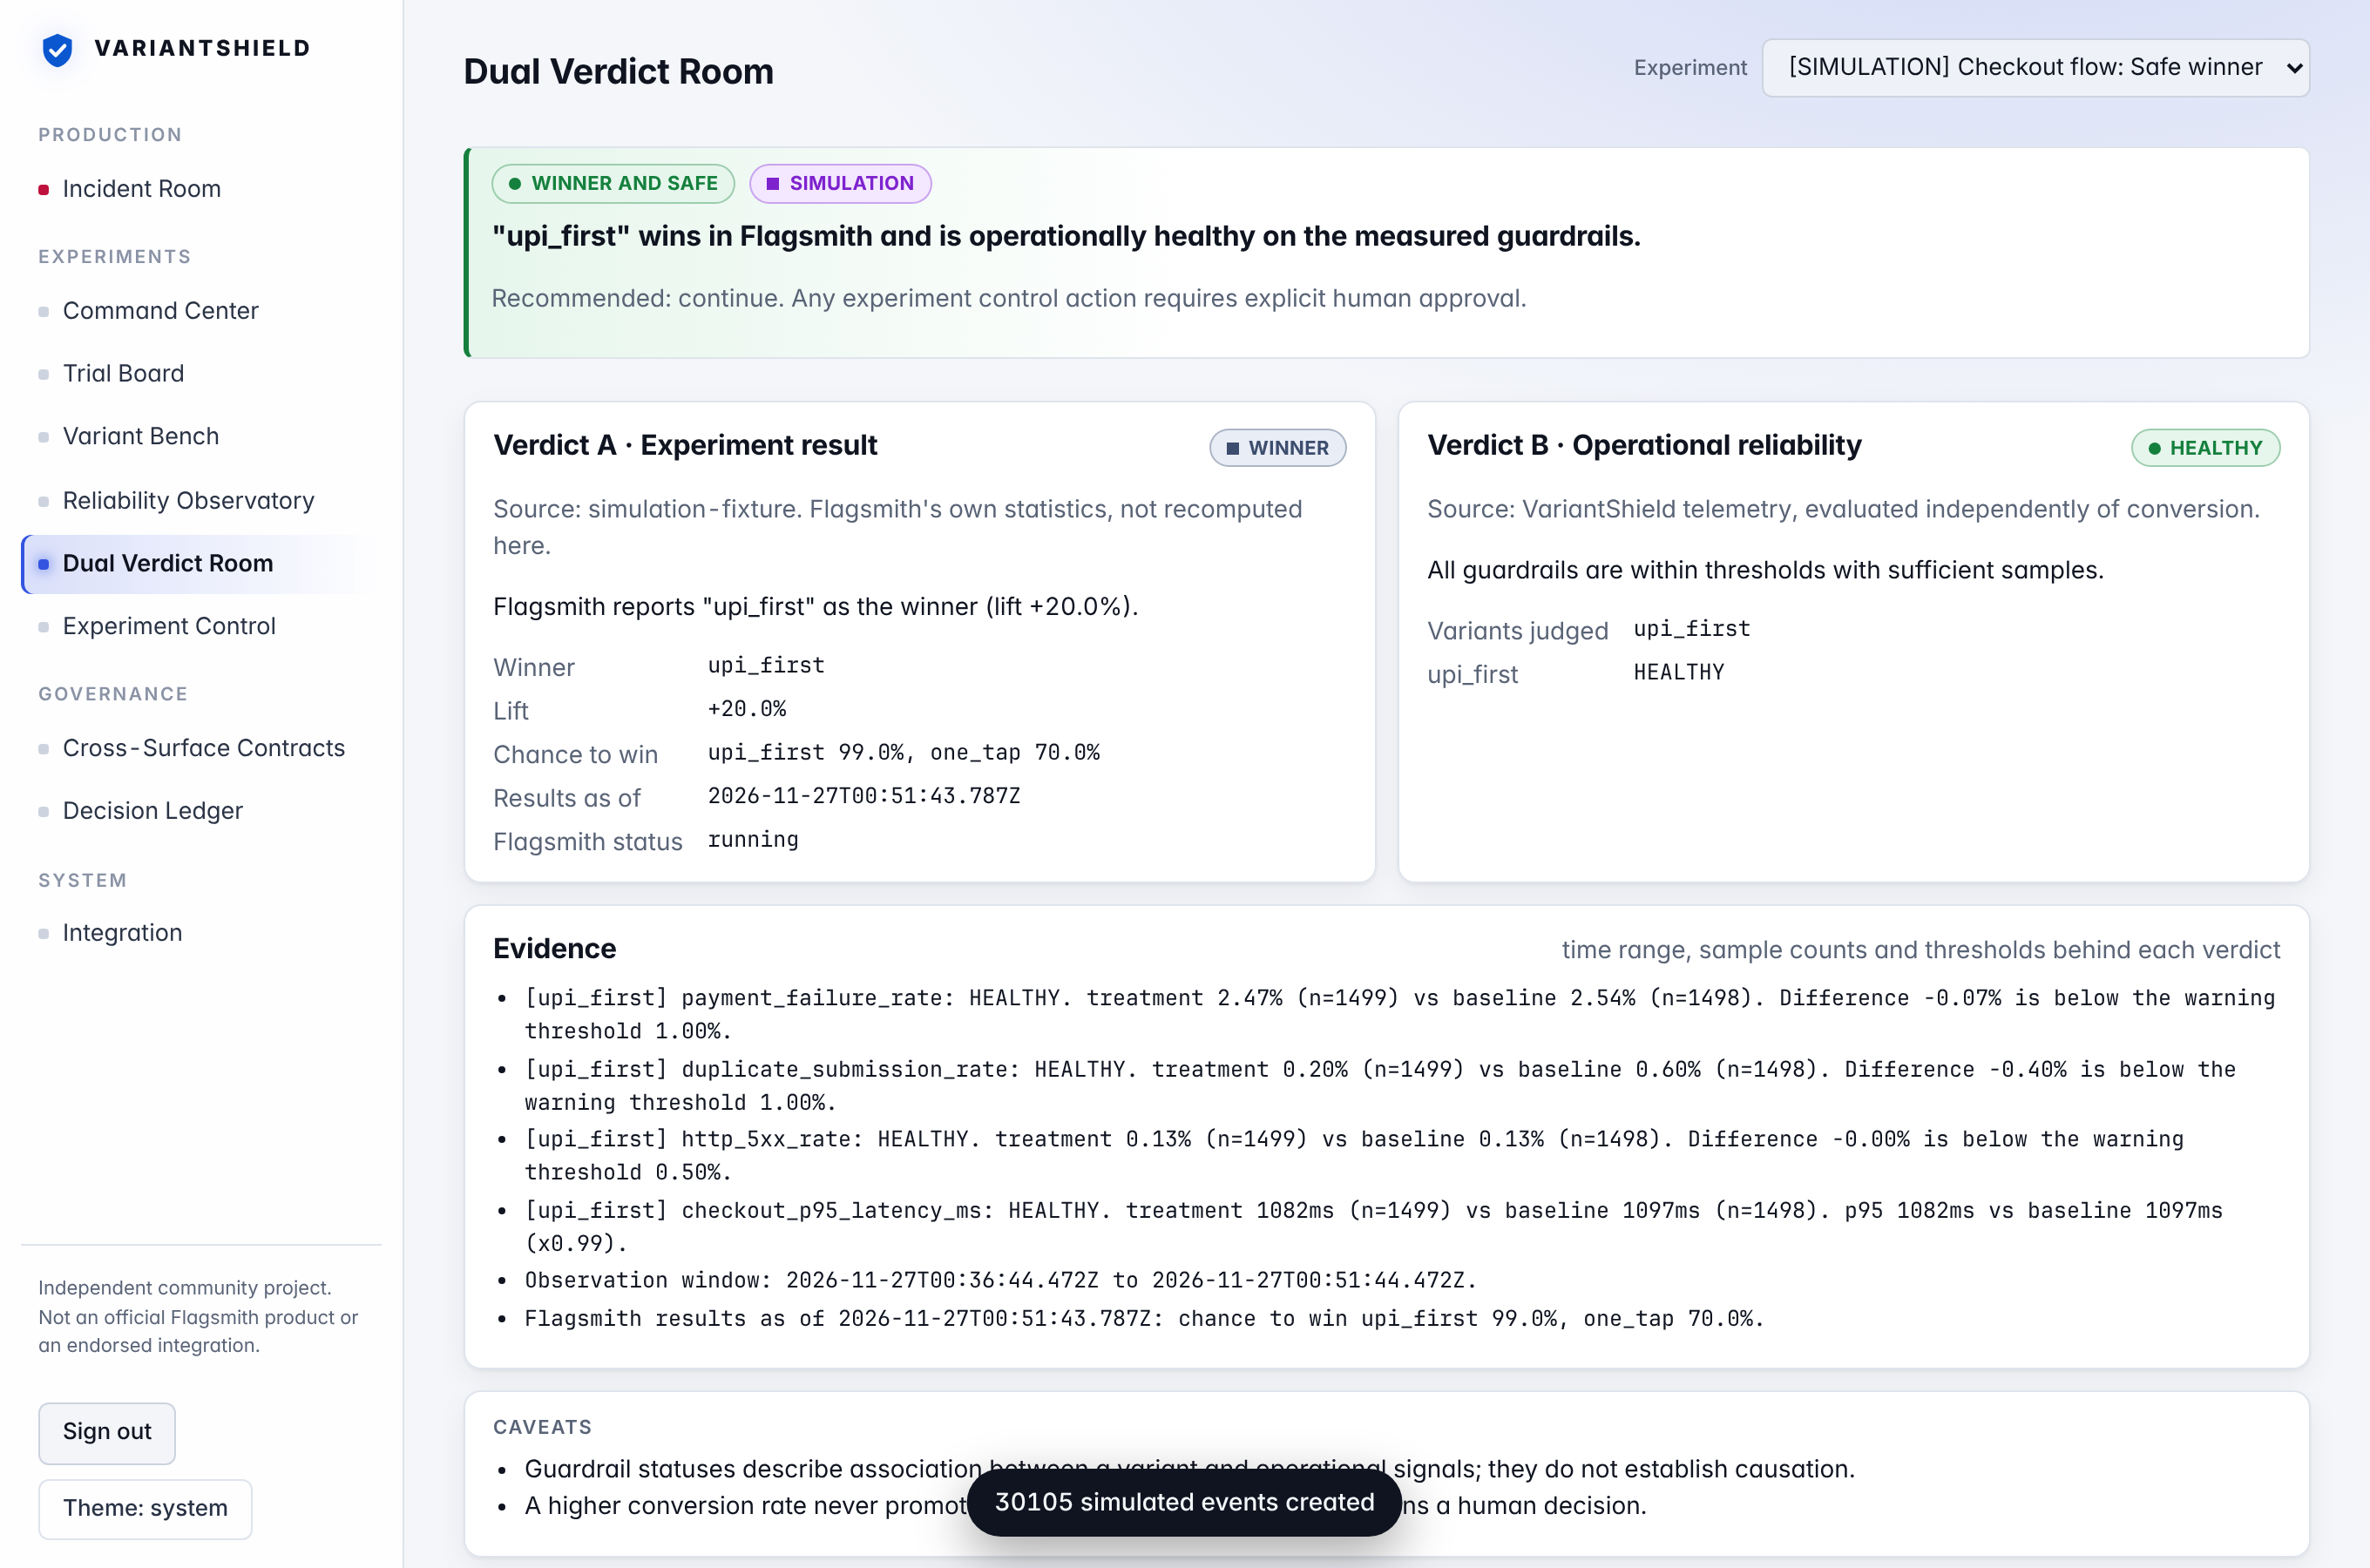 VARIANTSHIELD
PRODUCTION
Incident Room
EXPERIMENTS
Command Center
Trial Board
Variant Bench
Reliability Observatory
Dual Verdict Room
Experiment Control
GOVERNANCE
Cross-Surface Contracts
Decision Ledger
SYSTEM
Integration
Independent community project.
Not an official Flagsmith product or
an endorsed integration.
Sign out
Theme: system
Dual Verdict Room
Experiment
[SIMULATION] Checkout flow: Safe winner
WINNER AND SAFE
SIMULATION
"upi_first" wins in Flagsmith and is operationally healthy on the measured guardrails.
Recommended: continue. Any experiment control action requires explicit human approval.
Verdict A · Experiment result
WINNER
Source: simulation-fixture. Flagsmith's own statistics, not recomputed
here.
Flagsmith reports "upi_first" as the winner (lift +20.0%).
Winner upi_first
Lift +20.0%
Chance to win upi_first 99.0%, one_tap 70.0%
Results as of 2026-11-27T00:51:43.787Z
Flagsmith status running
Verdict B · Operational reliability
HEALTHY
Source: VariantShield telemetry, evaluated independently of conversion.
All guardrails are within thresholds with sufficient samples.
Variants judged upi_first
upi_first HEALTHY
Evidence
time range, sample counts and thresholds behind each verdict
[upi_first] payment_failure_rate: HEALTHY. treatment 2.47% (n=1499) vs baseline 2.54% (n=1498). Difference -0.07% is below the warning
threshold 1.00%.
[upi_first] duplicate_submission_rate: HEALTHY. treatment 0.20% (n=1499) vs baseline 0.60% (n=1498). Difference -0.40% is below the
warning threshold 1.00%.
[upi_first] http_5xx_rate: HEALTHY. treatment 0.13% (n=1499) vs baseline 0.13% (n=1498). Difference -0.00% is below the warning
threshold 0.50%.
[upi_first] checkout_p95_latency_ms: HEALTHY. treatment 1082ms (n=1499) vs baseline 1097ms (n=1498). p95 1082ms vs baseline 1097ms
(x0.99).
Observation window: 2026-11-27T00:36:44.472Z to 2026-11-27T00:51:44.472Z.
Flagsmith results as of 2026-11-27T00:51:43.787Z: chance to win upi_first 99.0%, one_tap 70.0%.
CAVEATS
Guardrail statuses describe association between a variant and operational signals; they do not establish causation.
A higher conversion rate never a human decision.
30105 simulated events created